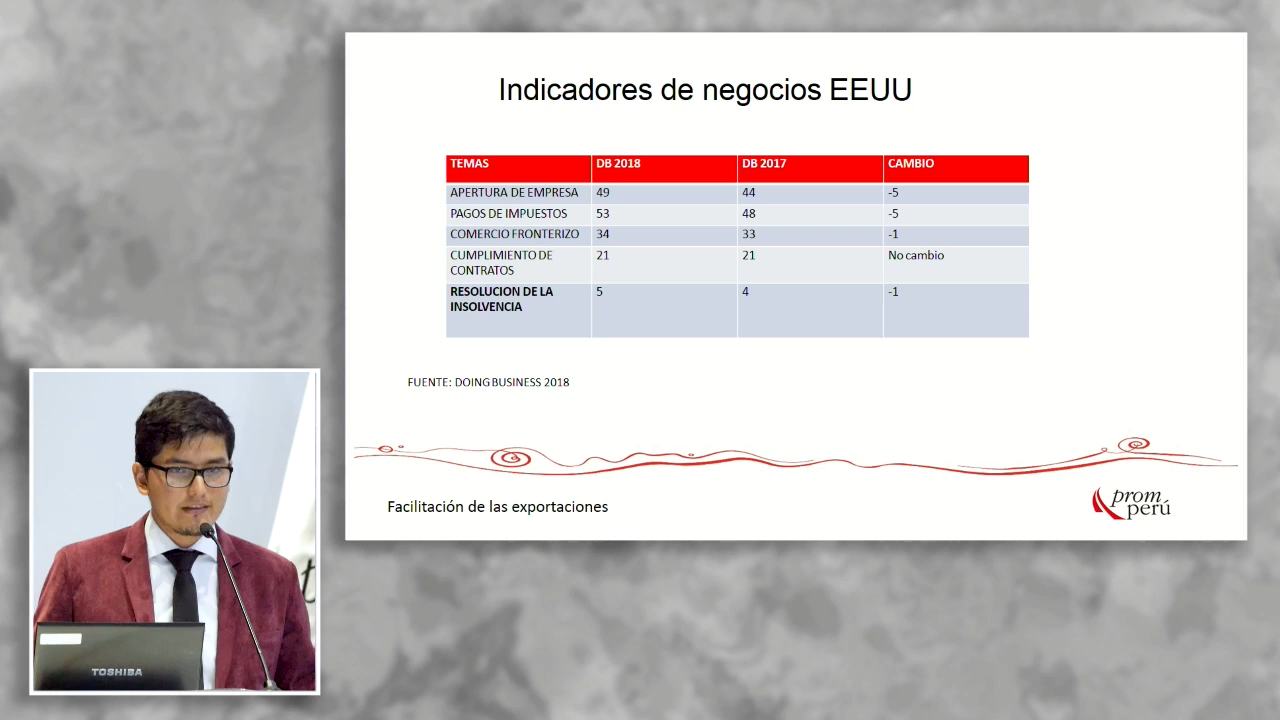 Indicadores de negocios EEUU
TEMAS DB 2018 DB 2017 CAMBIO
APERTURA DE EMPRESA 49 44 -5
PAGOS DE IMPUESTOS 53 48 -5
COMERCIO FRONTERIZO 34 33 -1
CUMPLIMIENTO DE CONTRATOS 21 21 No cambio
RESOLUCION DE LA INSOLVENCIA 5 4 -1
FUENTE: DOING BUSINESS 2018
Facilitación de las exportaciones
prom
perú
TOSHIBA